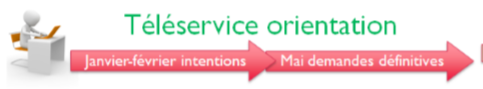 Téléservice orientation
Janvier-février intentions
Mai demandes définitives